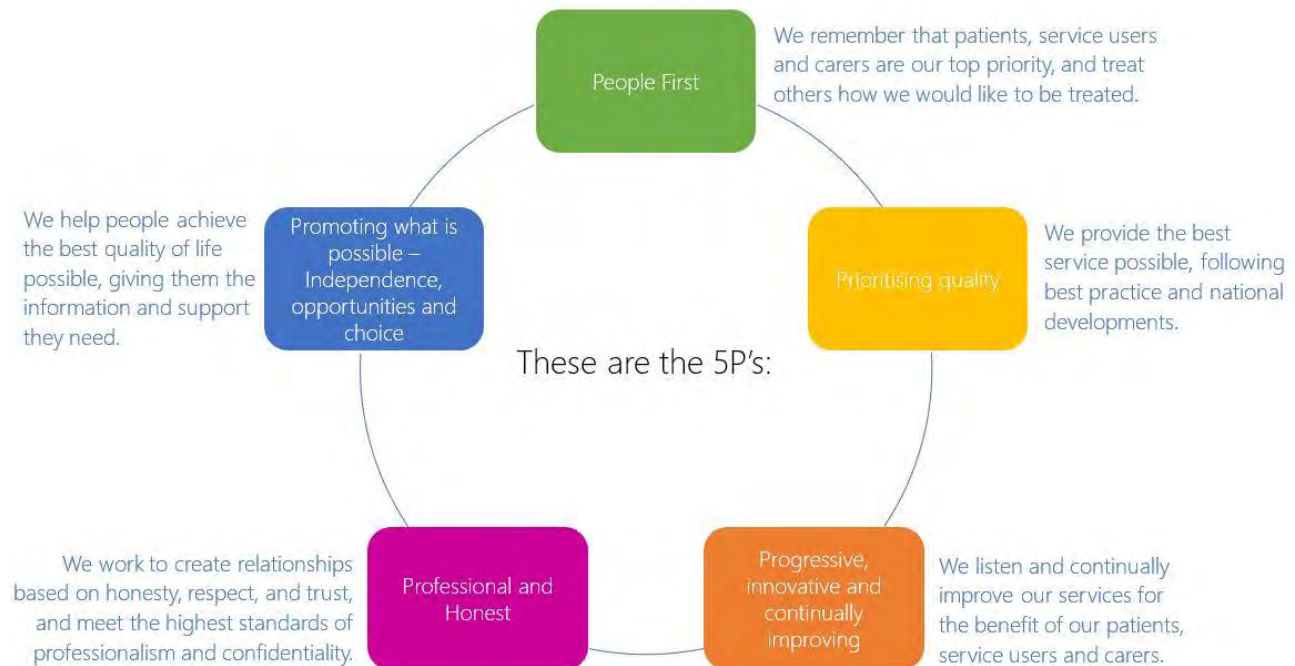 People First
We remember that patients, service users
and carers are our top priority, and treat
others how we would like to be treated.
Prioritising quality
We provide the best
service possible, following
best practice and national
developments.
Progressive,
innovative and
continually
improving
We listen and continually
improve our services for
the benefit of our patients,
service users and carers.
Professional and
Honest
We work to create relationships
based on honesty, respect, and trust,
and meet the highest standards of
professionalism and confidentiality.
Promoting what is
possible –
Independence,
opportunities and
choice
We help people achieve
the best quality of life
possible, giving them the
information and support
they need.
These are the 5P's: